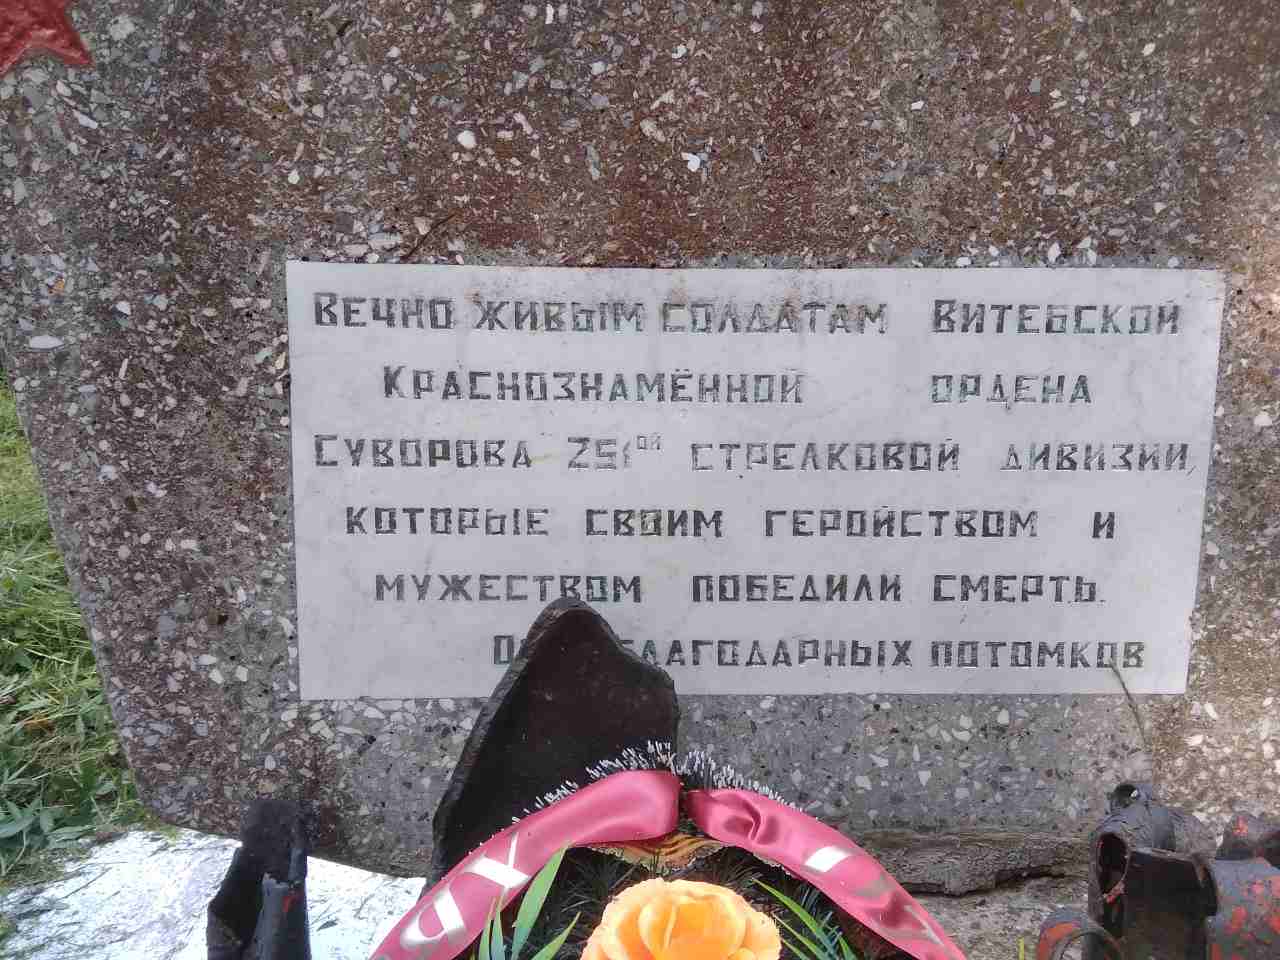 Вечно живым солдатам Витебской
Краснознамённой ордена
Суворова 251ой стрелковой дивизии,
которые своим геройством и
мужеством победили смерть.
благодарных потомков